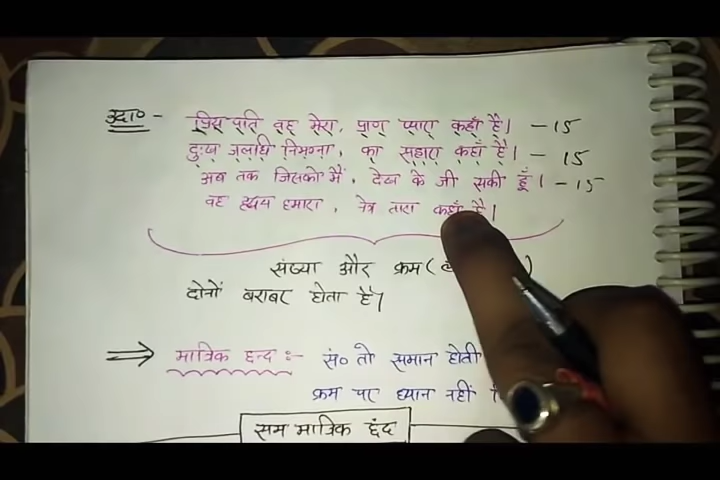 उदा० - प्रिय पति वह मेरा, प्राण प्यारा कहाँ है। - 15
दुःख जलधि निमग्ना, का सहारा कहाँ है। - 15
अब तक जिसको मैं, देख के जी सकी हूँ। - 15
वह हृदय हमारा, नेत्र तारा कहाँ है।
संख्या और क्रम (
दोनों बराबर होता है।
⇒ मात्रिक छन्द :- सं० तो समान होती
क्रम पर ध्यान नहीं
सम मात्रिक छंद